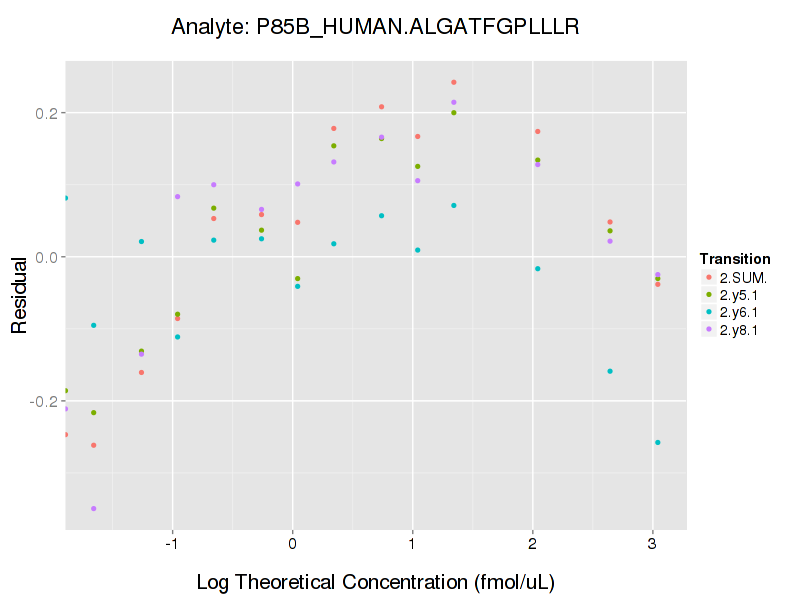 Analyte: P85B_HUMAN.ALGATFGPLLLR
Residual
0.2
0.0
-0.2
-1 0 1 2 3
Log Theoretical Concentration (fmol/uL)
Transition
2.SUM.
2.y5.1
2.y6.1
2.y8.1